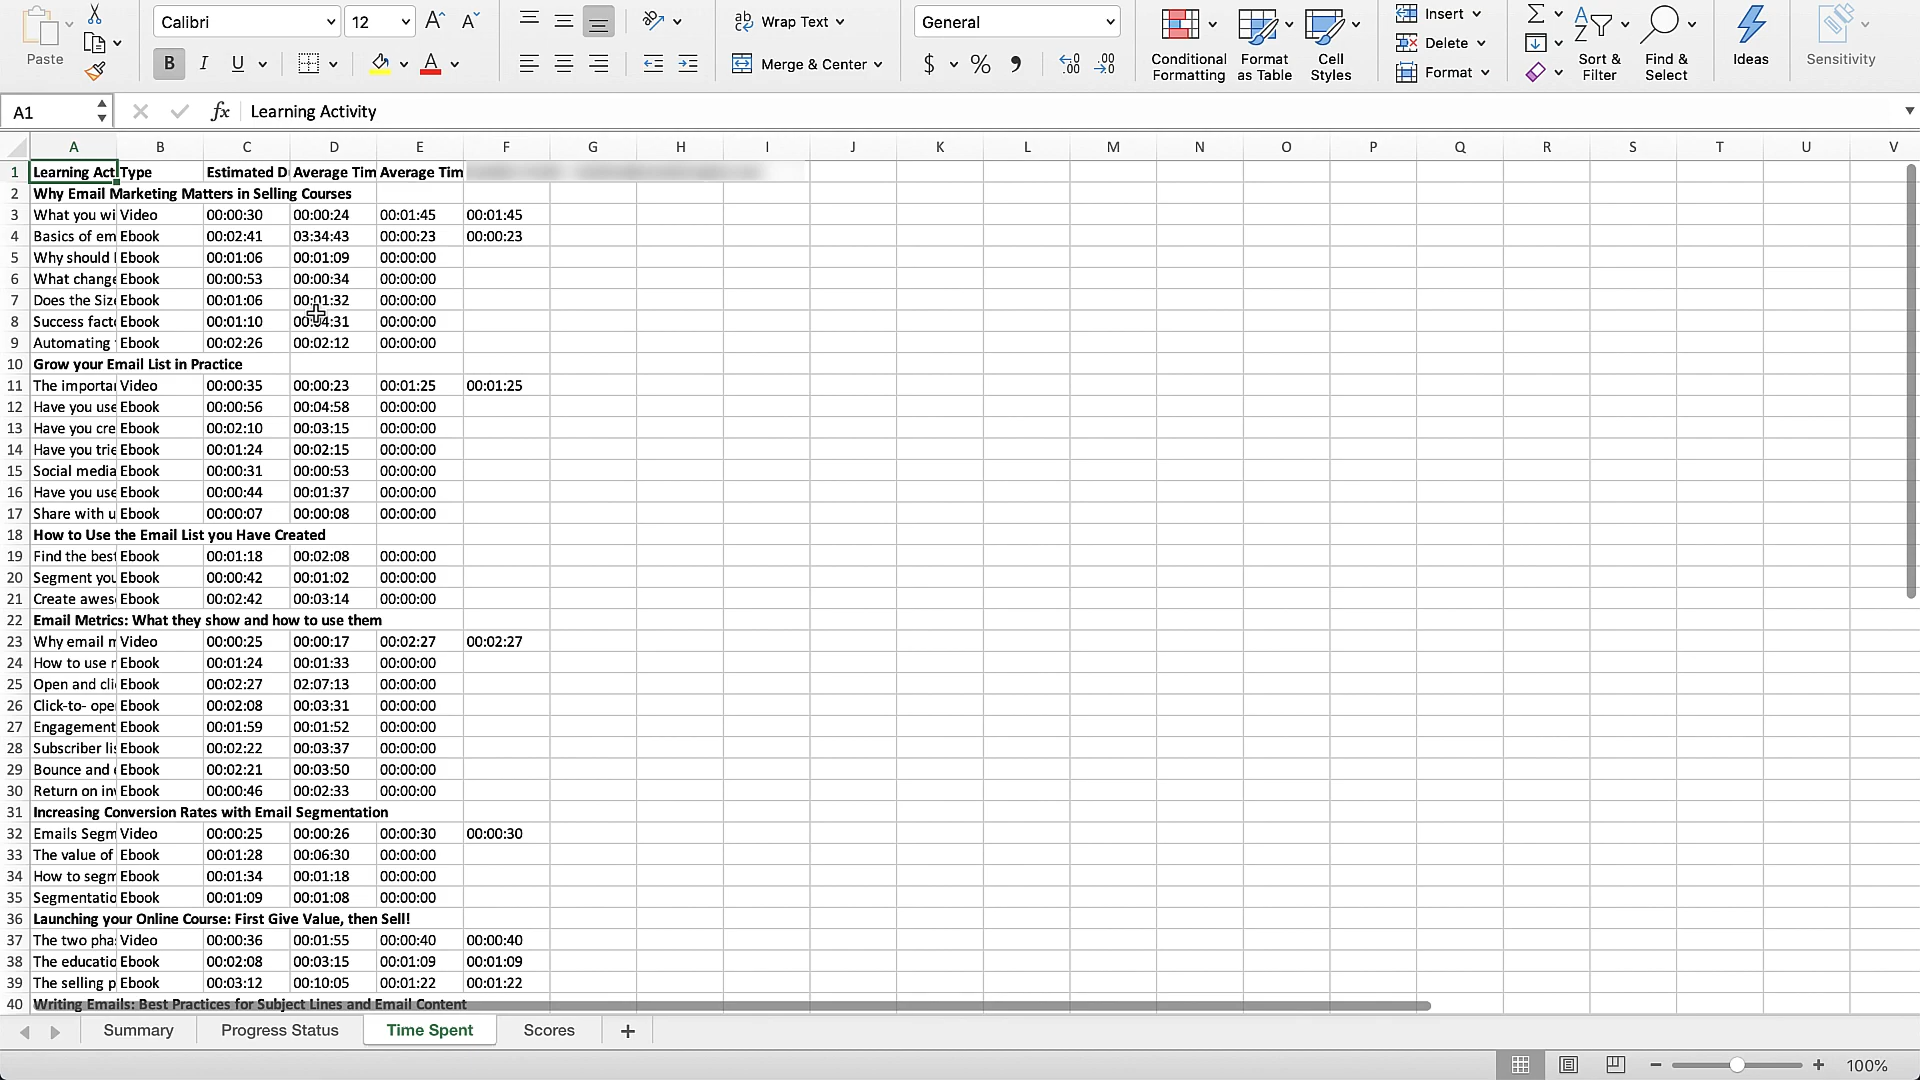 Paste
Calibri 12 A A
B I U A
ab Wrap Text
Merge & Center
General
$ % 9
Conditional Formatting
Format as Table
Cell Styles
Insert
Delete
Format
Sort & Filter
Find & Select
Ideas
Sensitivity
A1 fx Learning Activity
A B C D E F G H I J K L M N O P Q R S T U V
1 Learning Act Type Estimated D Average Tim Average Tim
2 Why Email Marketing Matters in Selling Courses
3 What you wi Video 00:00:30 00:00:24 00:01:45 00:01:45
4 Basics of em Ebook 00:02:41 03:34:43 00:00:23 00:00:23
5 Why should Ebook 00:01:06 00:01:09 00:00:00
6 What change Ebook 00:00:53 00:00:34 00:00:00
7 Does the Size Ebook 00:01:06 00:01:32 00:00:00
8 Success facto Ebook 00:01:10 00:04:31 00:00:00
9 Automating Ebook 00:02:26 00:02:12 00:00:00
10 Grow your Email List in Practice
11 The importan Video 00:00:35 00:00:23 00:01:25 00:01:25
12 Have you use Ebook 00:00:56 00:04:58 00:00:00
13 Have you cre Ebook 00:02:10 00:03:15 00:00:00
14 Have you trie Ebook 00:01:24 00:02:15 00:00:00
15 Social media Ebook 00:00:31 00:00:53 00:00:00
16 Have you use Ebook 00:00:44 00:01:37 00:00:00
17 Share with u Ebook 00:00:07 00:00:08 00:00:00
18 How to Use the Email List you Have Created
19 Find the best Ebook 00:01:18 00:02:08 00:00:00
20 Segment you Ebook 00:00:42 00:01:02 00:00:00
21 Create awes Ebook 00:02:42 00:03:14 00:00:00
22 Email Metrics: What they show and how to use them
23 Why email m Video 00:00:25 00:00:17 00:02:27 00:02:27
24 How to use r Ebook 00:01:24 00:01:33 00:00:00
25 Open and cli Ebook 00:02:27 02:07:13 00:00:00
26 Click-to- ope Ebook 00:02:08 00:03:31 00:00:00
27 Engagement Ebook 00:01:59 00:01:52 00:00:00
28 Subscriber lis Ebook 00:02:22 00:03:37 00:00:00
29 Bounce and Ebook 00:02:21 00:03:50 00:00:00
30 Return on inv Ebook 00:00:46 00:02:33 00:00:00
31 Increasing Conversion Rates with Email Segmentation
32 Emails Segm Video 00:00:25 00:00:26 00:00:30 00:00:30
33 The value of Ebook 00:01:28 00:06:30 00:00:00
34 How to segm Ebook 00:01:34 00:01:18 00:00:00
35 Segmentatio Ebook 00:01:09 00:01:08 00:00:00
36 Launching your Online Course: First Give Value, then Sell!
37 The two phas Video 00:00:36 00:01:55 00:00:40 00:00:40
38 The educatio Ebook 00:02:08 00:03:15 00:01:09 00:01:09
39 The selling p Ebook 00:03:12 00:10:05 00:01:22 00:01:22
40 Writing Emails: Best Practices for Subject Lines and Email Content
Summary Progress Status Time Spent Scores +
100%